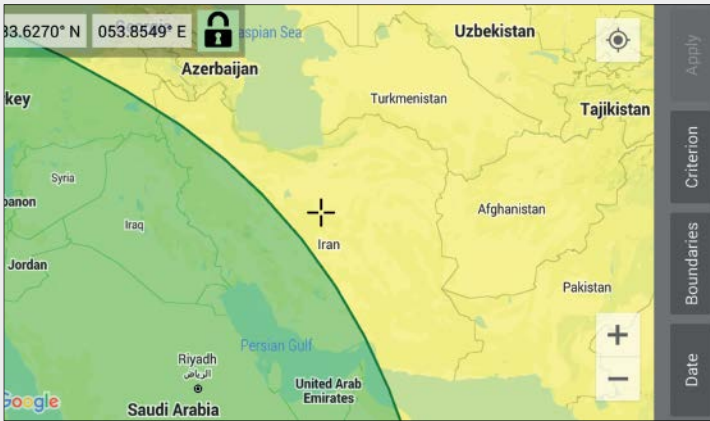 33.6270° N
053.8549° E
Georgia
Caspian Sea
Uzbekistan
Azerbaijan
Turkmenistan
Tajikistan
Syria
Iraq
Afghanistan
Iran
Jordan
Pakistan
Persian Gulf
Riyadh
الرياض
United Arab
Emirates
Saudi Arabia
Google
+
−
Apply
Criterion
Boundaries
Date